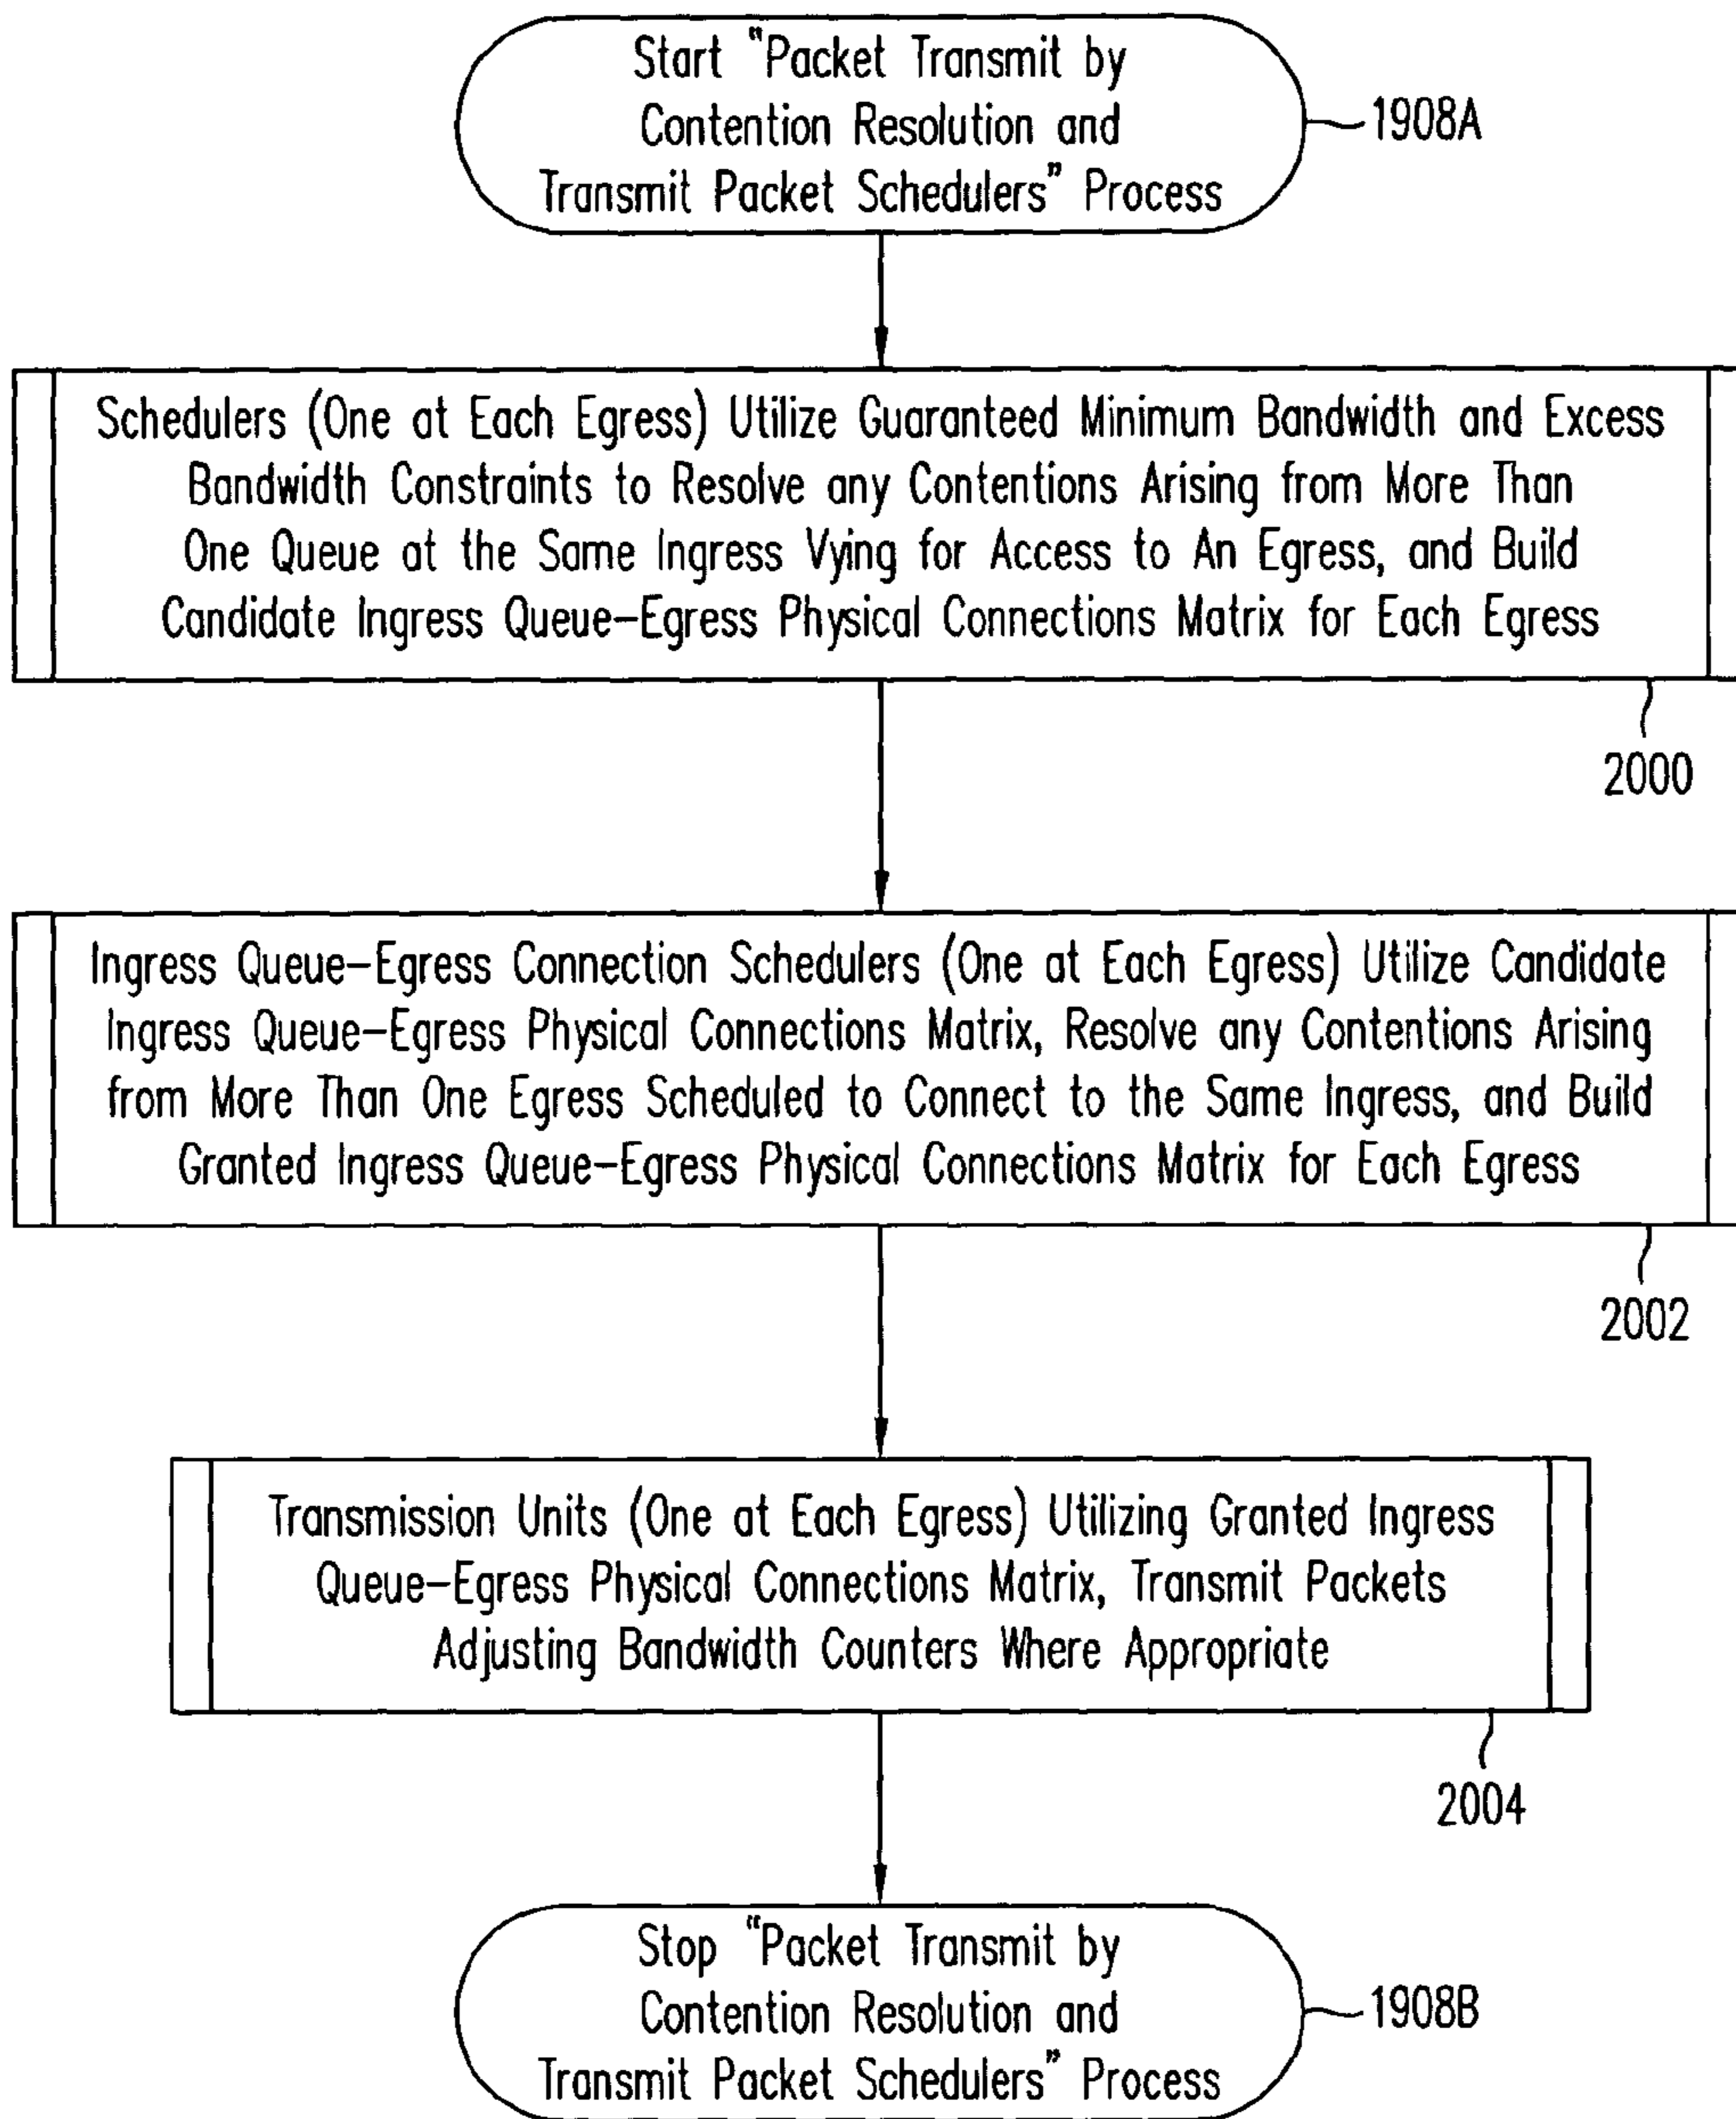 Start "Packet Transmit by
Contention Resolution and
Transmit Packet Schedulers" Process
1908A
Schedulers (One at Each Egress) Utilize Guaranteed Minimum Bandwidth and Excess
Bandwidth Constraints to Resolve any Contentions Arising from More Than
One Queue at the Same Ingress Vying for Access to An Egress, and Build
Candidate Ingress Queue-Egress Physical Connections Matrix for Each Egress
2000
Ingress Queue-Egress Connection Schedulers (One at Each Egress) Utilize Candidate
Ingress Queue-Egress Physical Connections Matrix, Resolve any Contentions Arising
from More Than One Egress Scheduled to Connect to the Same Ingress, and Build
Granted Ingress Queue-Egress Physical Connections Matrix for Each Egress
2002
Transmission Units (One at Each Egress) Utilizing Granted Ingress
Queue-Egress Physical Connections Matrix, Transmit Packets
Adjusting Bandwidth Counters Where Appropriate
2004
Stop "Packet Transmit by
Contention Resolution and
Transmit Packet Schedulers" Process
1908B